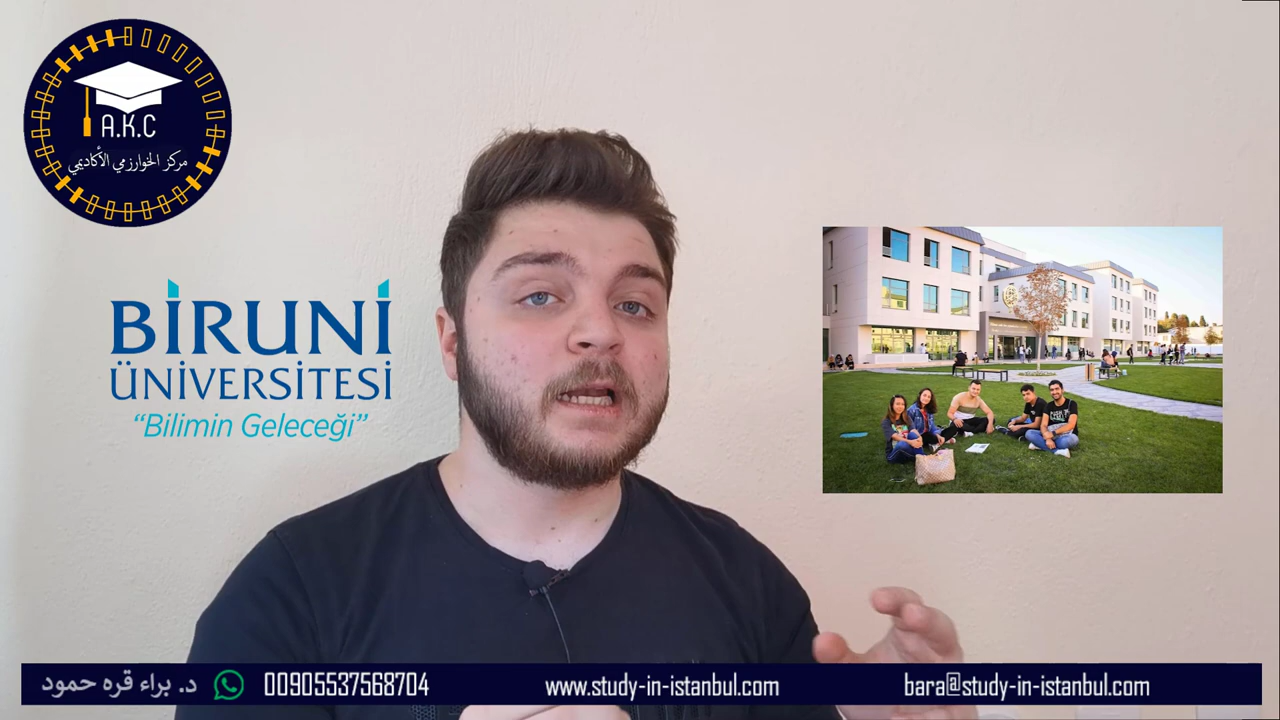 A.K.C
مركز الخوارزمي الأكاديمي
BİRUNİ
ÜNİVERSİTESİ
“Bilimin Geleceği”
د. براء قره حمود
00905537568704
www.study-in-istanbul.com
bara@study-in-istanbul.com